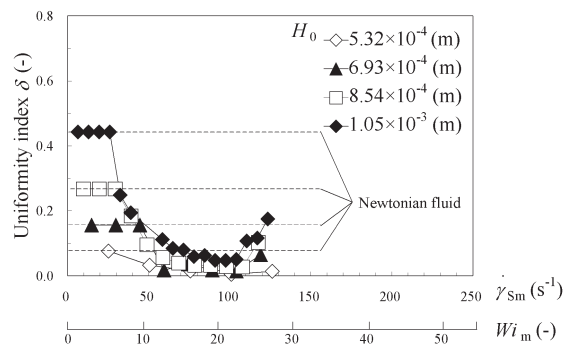 0.8
0.6
0.4
0.2
0.0
Uniformity index δ (-)
H₀
5.32×10⁻⁴ (m)
6.93×10⁻⁴ (m)
8.54×10⁻⁴ (m)
1.05×10⁻³ (m)
Newtonian fluid
0 50 100 150 200 250
γ̇Sm (s⁻¹)
0 10 20 30 40 50
Wi m (-)